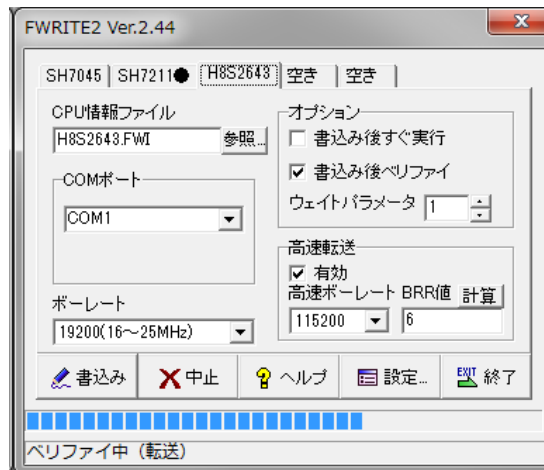 FWRITE2 Ver.2.44
SH7045 SH7211● H8S2643 空き 空き
CPU情報ファイル
H8S2643.FWI 参照...
COMポート
COM1
ボーレート
19200(16～25MHz)
オプション
書込み後すぐ実行
書込み後ベリファイ
ウェイトパラメータ 1
高速転送
有効
高速ボーレート BRR値 計算
115200 6
書込み 中止 ヘルプ 設定... EXIT 終了
ベリファイ中（転送）